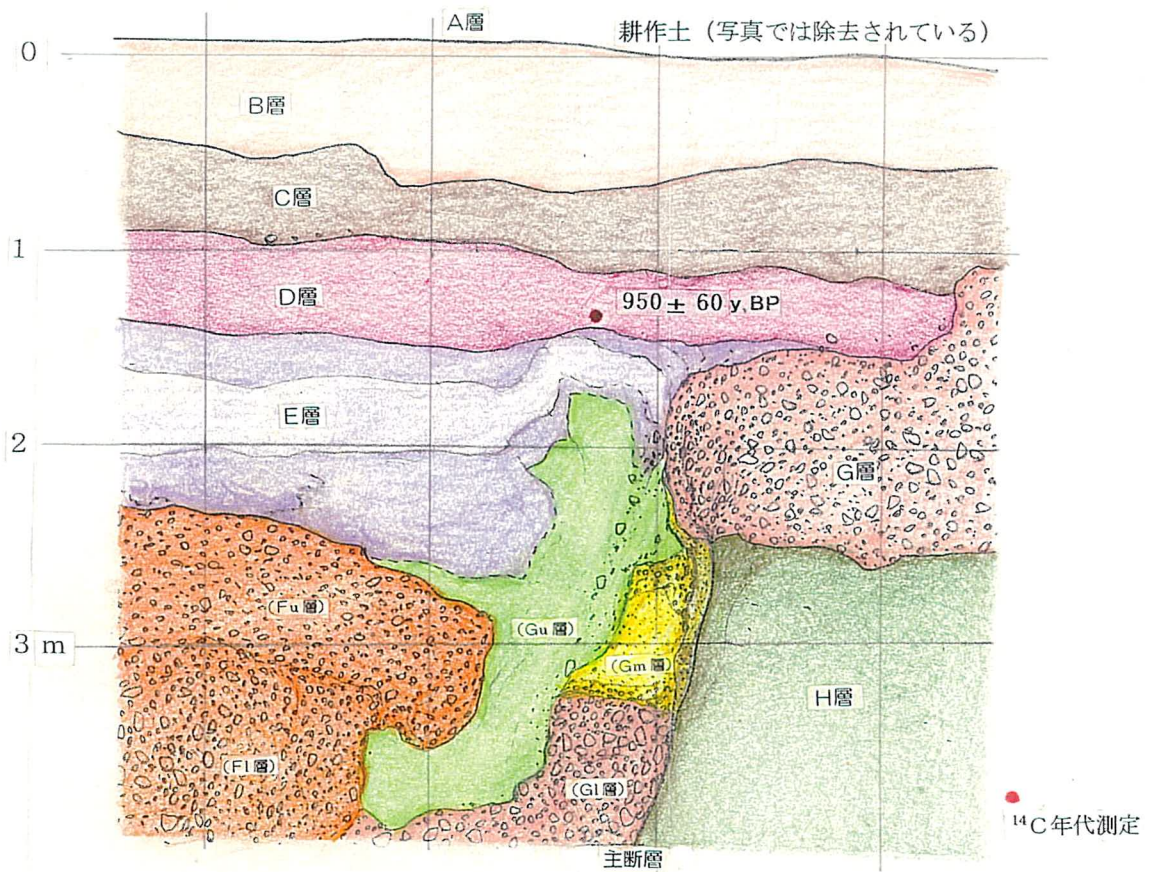 A層
耕作土（写真では除去されている）
0
B層
C層
1
D層
950 ± 60 y, BP
E層
2
G層
(Fu層)
(Gu層)
3 m
(Gm層)
H層
(Fl層)
(Gl層)
¹⁴C年代測定
主断層